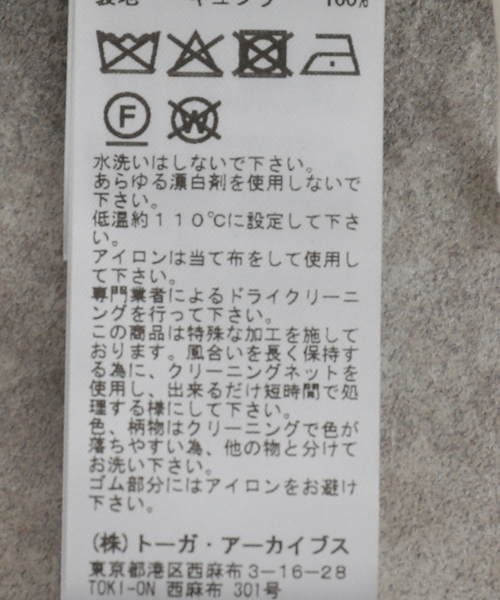 裏地 キュプラ 100%
F
W
水洗いはしないで下さい。
あらゆる漂白剤を使用しないで
下さい。
低温約110℃に設定して下さ
い。
アイロンは当て布をして使用し
て下さい。
専門業者によるドライクリーニ
ングを行って下さい。
この商品は特殊な加工を施して
おります。風合いを長く保持す
る為に、クリーニングネットを
使用し、出来るだけ短時間で処
理する様にして下さい。
色、柄物はクリーニングで色が
落ちやすい為、他の物と分けて
お洗い下さい。
ゴム部分にはアイロンをお避け
下さい。
(株)トーガ・アーカイブス
東京都港区西麻布3-16-28
TOKI-ON 西麻布 301号